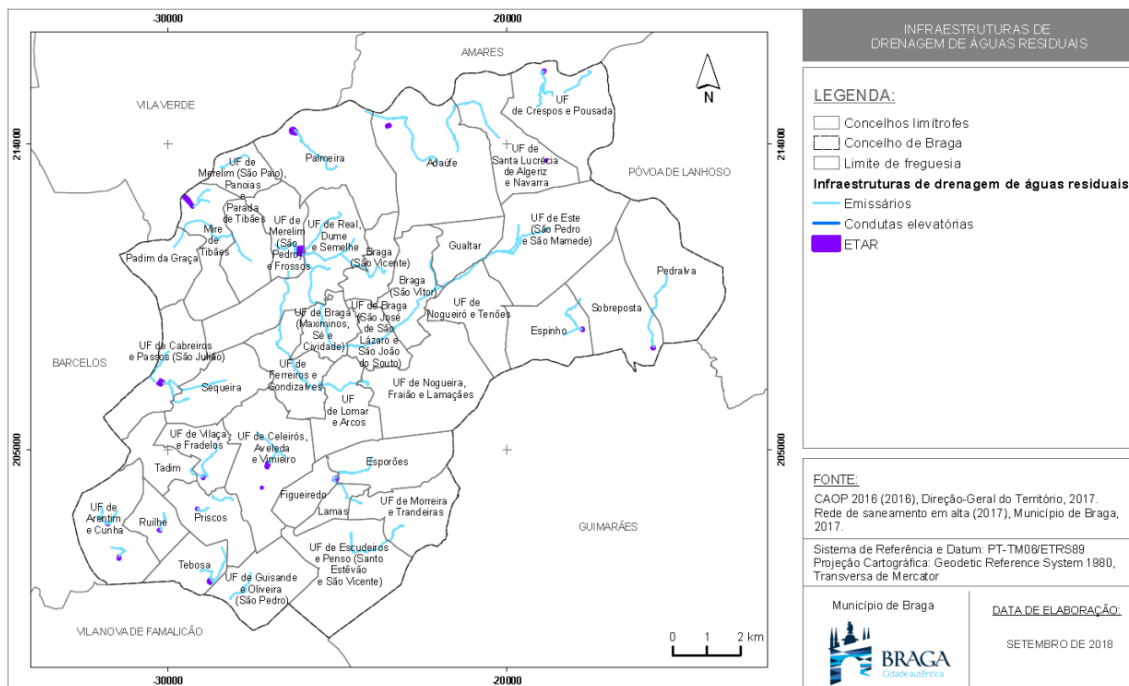 -30000
-20000
INFRAESTRUTURAS DE
DRENAGEM DE ÁGUAS RESIDUAIS
AMARES
VILA VERDE
N
UF
de Crespos e Pousada
214000
214000
Palmeira
Adaúfe
UF de
Santa Lucrécia
de Algeriz
e Navarra
PÓVOA DE LANHOSO
UF de
Merelim (São Paio),
Panoias
e
Parada
de Tibães
Mire
de
Tibães
Padim da Graça
UF de
Merelim
(São
Pedro)
e Frossos
UF de Real,
Dume
e Semelhe
Braga
(São Vicente)
Braga
(São Vítor)
Gualtar
UF de Este
(São Pedro
e São Mamede)
Pedralva
Sobreposta
Espinho
UF de
Nogueiró e Tenões
UF de Braga
(Maximinos,
Sé e
Cividade)
UF de Braga
(São José
de São
Lázaro e
São João
do Souto)
UF de Cabreiros
e Passos (São Julião)
BARCELOS
Sequeira
UF de
Ferreiros e
Gondizalves
UF
de Lomar
e Arcos
UF de Nogueira,
Fraião e Lamaçães
205000
205000
UF de Vilaça
e Fradelos
UF de Celeirós,
Aveleda
e Vimieiro
Tadim
Esporões
Figueiredo
Lamas
UF de Morreira
e Trandeiras
UF de
Arentim
e Cunha
Ruilhe
Priscos
GUIMARÃES
Tebosa
UF de Guisande
e Oliveira
(São Pedro)
UF de Escudeiros
e Penso (Santo
Estêvão
e São Vicente)
VILA NOVA DE FAMALICÃO
0 1 2 km
-30000
-20000
LEGENDA:
Concelhos limítrofes
Concelho de Braga
Limite de freguesia
Infraestruturas de drenagem de águas residuais
Emissários
Condutas elevatórias
ETAR
FONTE:
CAOP 2016 (2016), Direção-Geral do Território, 2017.
Rede de saneamento em alta (2017), Município de Braga,
2017.
Sistema de Referência e Datum: PT-TM06/ETRS89
Projeção Cartográfica: Geodetic Reference System 1980,
Transversa de Mercator
Município de Braga
BRAGA
Cidade autêntica
DATA DE ELABORAÇÃO:
SETEMBRO DE 2018